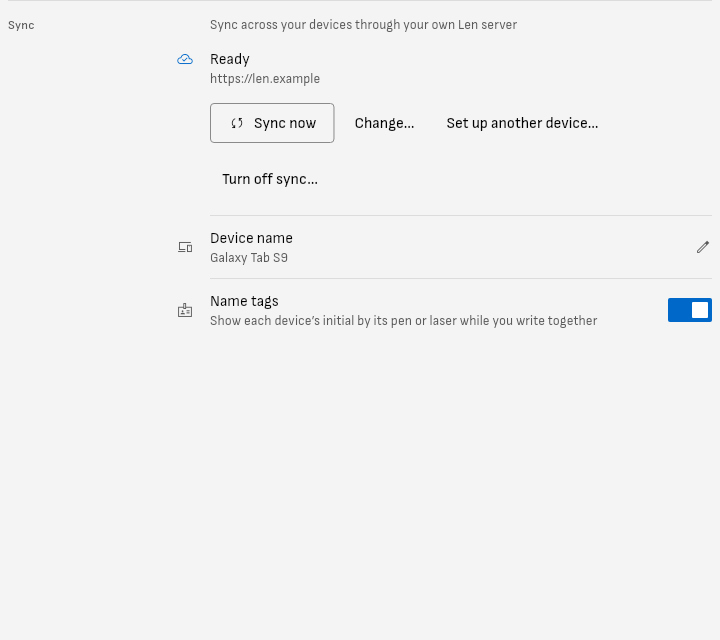 Sync
Sync across your devices through your own Len server
Ready
https://len.example
Sync now
Change...
Set up another device...
Turn off sync...
Device name
Galaxy Tab S9
Name tags
Show each device's initial by its pen or laser while you write together